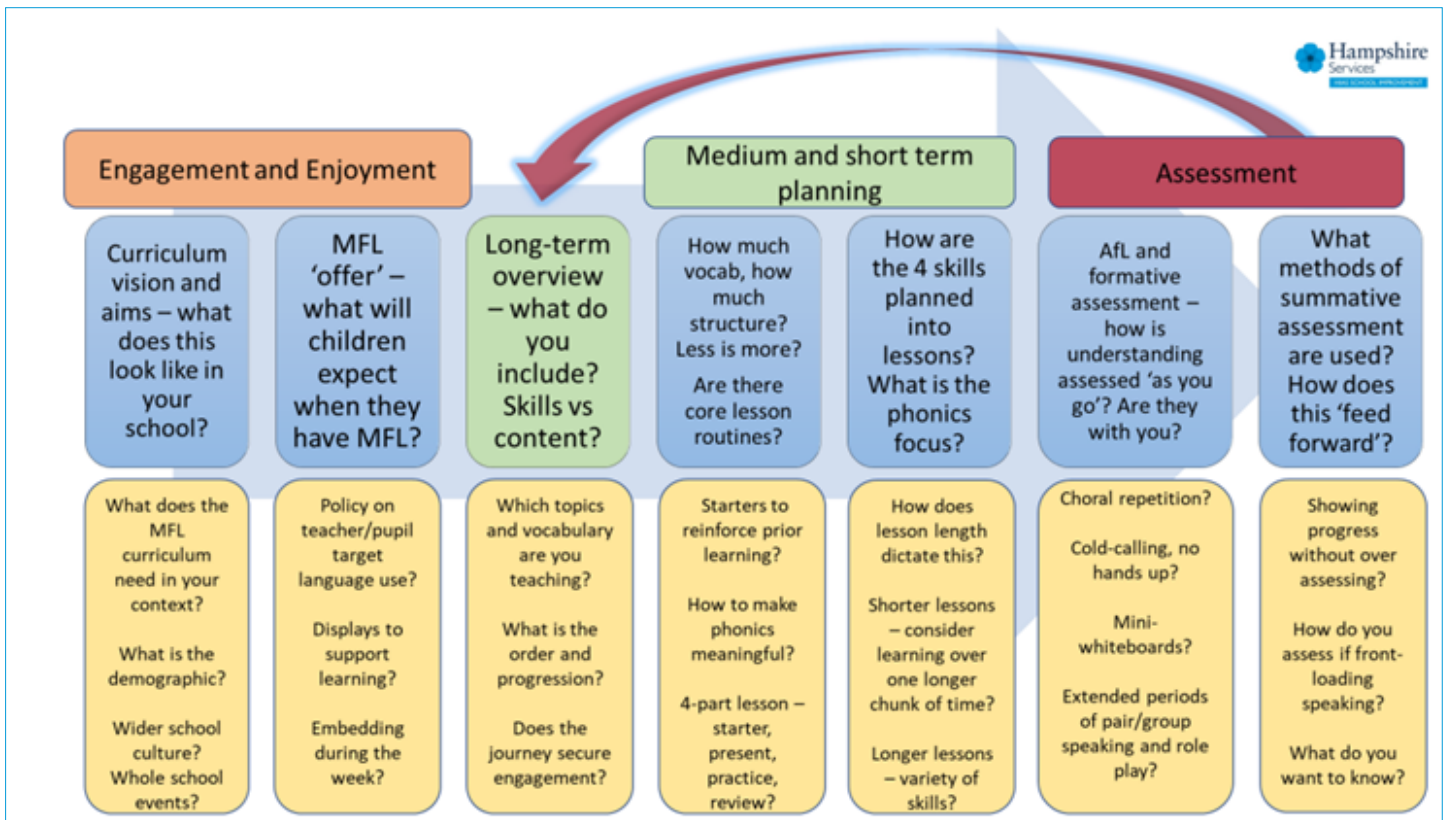 Hampshire
Services
HIAS SCHOOL IMPROVEMENT
Engagement and Enjoyment
Medium and short term
planning
Assessment
Curriculum
vision and
aims – what
does this
look like in
your
school?
MFL
‘offer’ –
what will
children
expect
when they
have MFL?
Long-term
overview
– what do
you
include?
Skills vs
content?
How much
vocab, how
much
structure?
Less is more?
Are there
core lesson
routines?
How are
the 4 skills
planned
into
lessons?
What is the
phonics
focus?
AfL and
formative
assessment –
how is
understanding
assessed ‘as you
go’? Are they
with you?
What
methods of
summative
assessment
are used?
How does
this ‘feed
forward’?
What does the
MFL
curriculum
need in your
context?
What is the
demographic?
Wider school
culture?
Whole school
events?
Policy on
teacher/pupil
target
language use?
Displays to
support
learning?
Embedding
during the
week?
Which topics
and vocabulary
are you
teaching?
What is the
order and
progression?
Does the
journey secure
engagement?
Starters to
reinforce prior
learning?
How to make
phonics
meaningful?
4-part lesson –
starter,
present,
practice,
review?
How does
lesson length
dictate this?
Shorter lessons
– consider
learning over
one longer
chunk of time?
Longer lessons
– variety of
skills?
Choral repetition?
Cold-calling, no
hands up?
Mini-
whiteboards?
Extended periods
of pair/group
speaking and role
play?
Showing
progress
without over
assessing?
How do you
assess if front-
loading
speaking?
What do you
want to know?